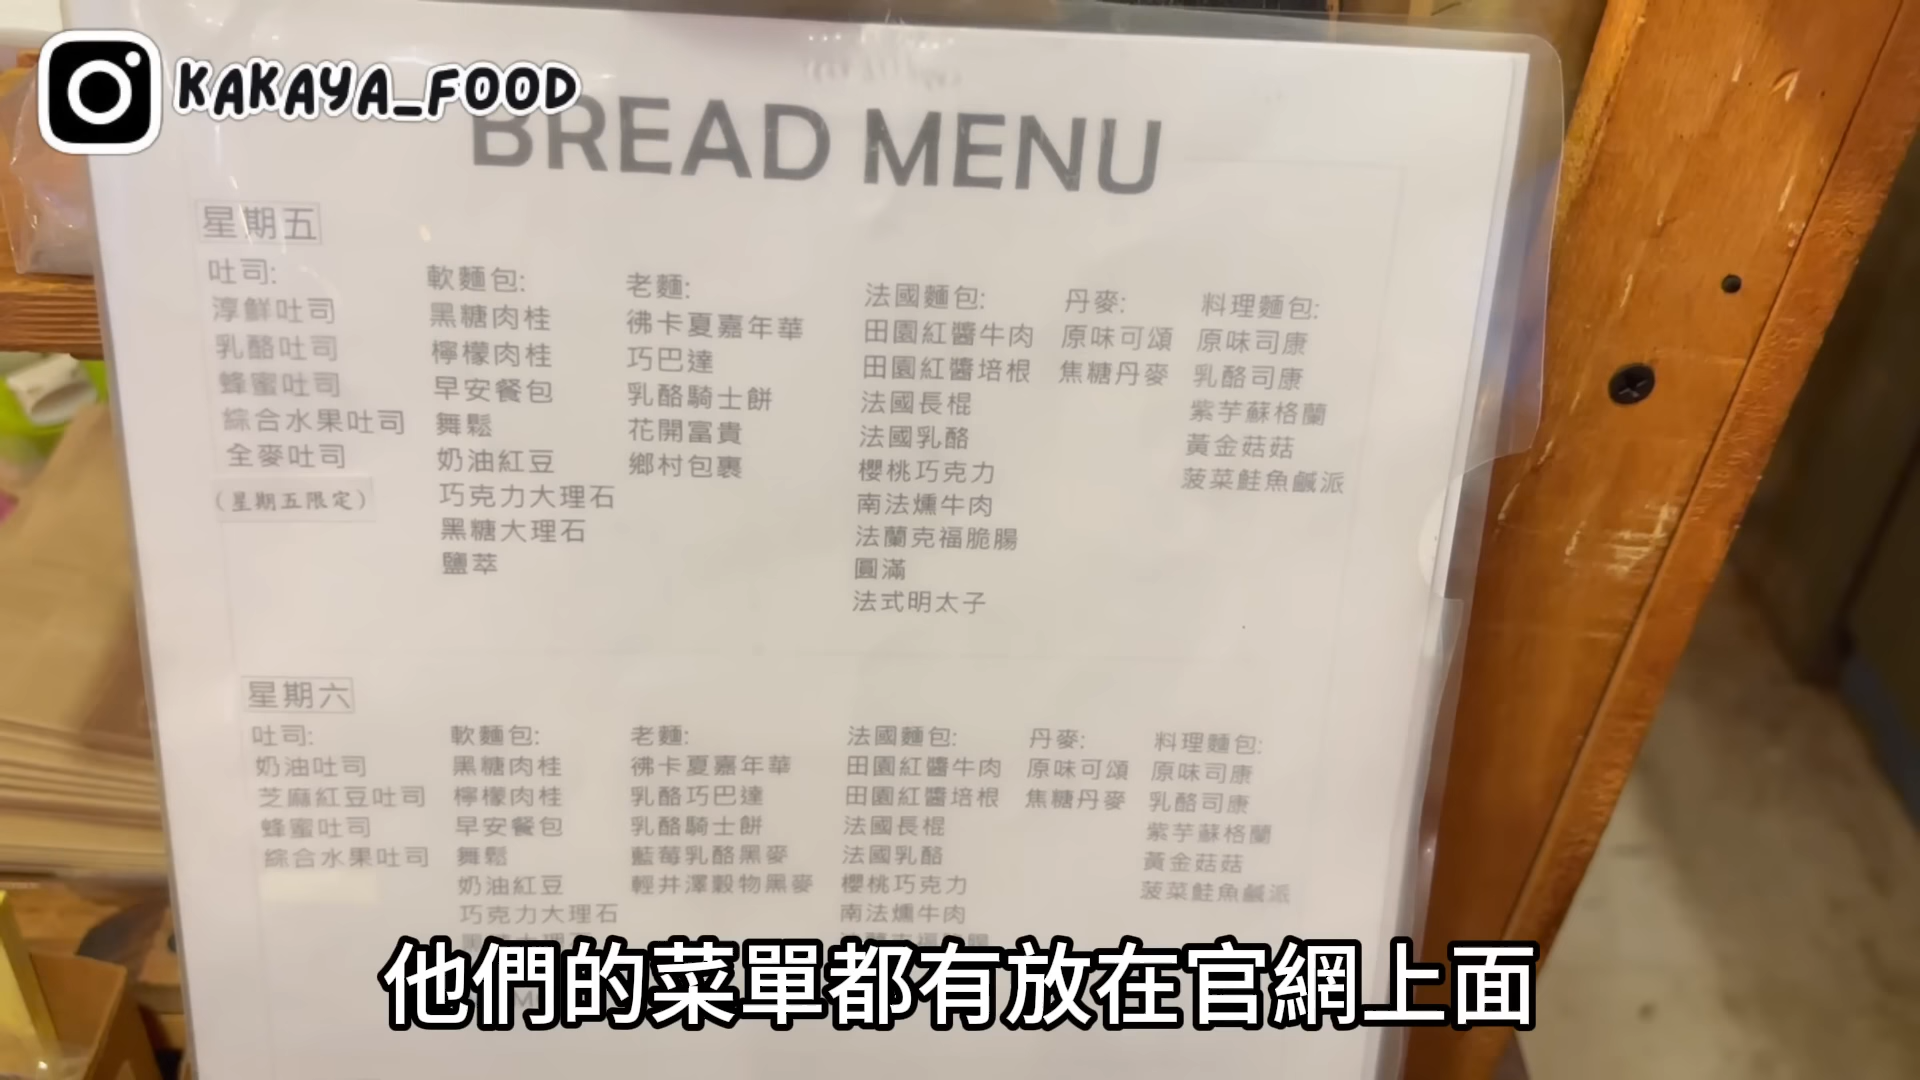 KAKAYA_FOOD
BREAD MENU
星期五
吐司:
淳鮮吐司
乳酪吐司
蜂蜜吐司
綜合水果吐司
全麥吐司
(星期五限定)
軟麵包:
黑糖肉桂
檸檬肉桂
早安餐包
舞鬆
奶油紅豆
巧克力大理石
黑糖大理石
鹽萃
老麵:
彿卡夏嘉年華
巧巴達
乳酪騎士餅
花開富貴
鄉村包裹
法國麵包:
田園紅醬牛肉
田園紅醬培根
法國長棍
法國乳酪
櫻桃巧克力
南法燻牛肉
法蘭克福脆腸
圓滿
法式明太子
丹麥:
原味可頌
焦糖丹麥
料理麵包:
原味司康
乳酪司康
紫芋蘇格蘭
黃金菇菇
菠菜鮭魚鹹派
星期六
吐司:
奶油吐司
芝麻紅豆吐司
蜂蜜吐司
綜合水果吐司
軟麵包:
黑糖肉桂
檸檬肉桂
早安餐包
舞鬆
奶油紅豆
巧克力大理石
老麵:
彿卡夏嘉年華
乳酪巧巴達
乳酪騎士餅
藍莓乳酪黑麥
輕井澤穀物黑麥
法國麵包:
田園紅醬牛肉
田園紅醬培根
法國長棍
法國乳酪
櫻桃巧克力
南法燻牛肉
丹麥:
原味可頌
焦糖丹麥
料理麵包:
原味司康
乳酪司康
紫芋蘇格蘭
黃金菇菇
菠菜鮭魚鹹派
他們的菜單都有放在官網上面